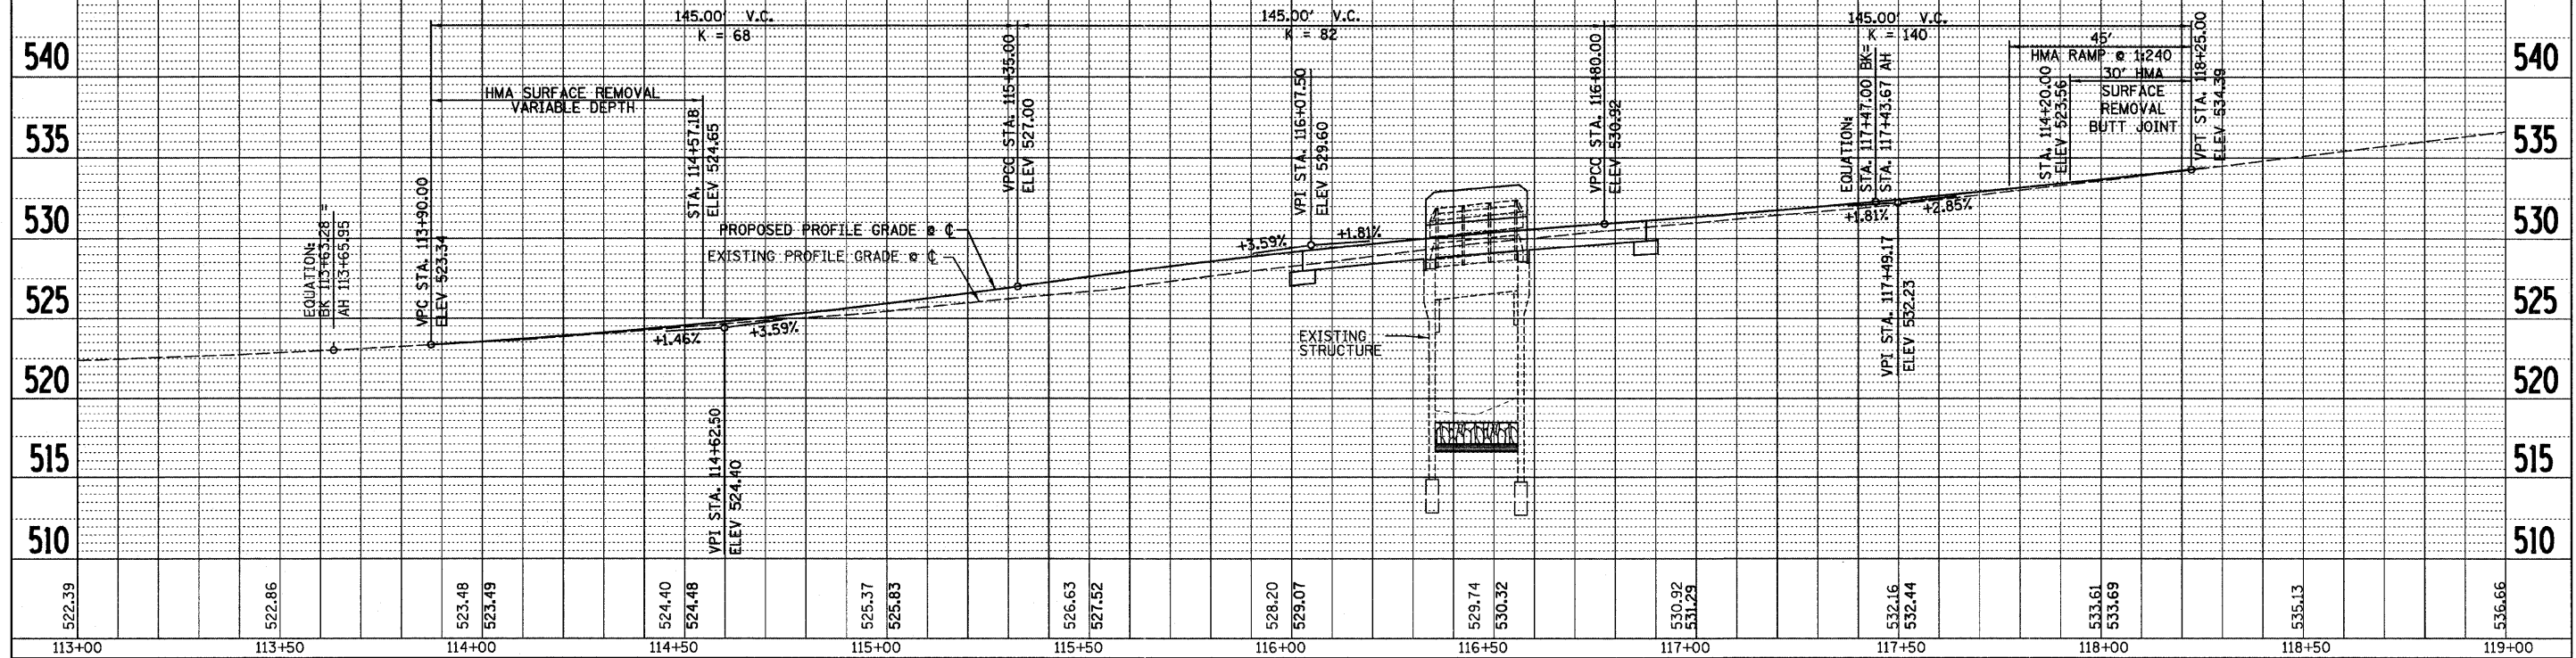 145.00' V.C.
K = 68
145.00' V.C.
K = 82
145.00' V.C.
K = 140
45'
HMA RAMP @ 1:240
30' HMA
SURFACE
REMOVAL
BUTT JOINT
HMA SURFACE REMOVAL
VARIABLE DEPTH
EQUATION:
BK 113+63.28 =
AH 113+65.95
VPC STA. 113+90.00
ELEV 523.34
STA. 114+57.18
ELEV 524.65
VPI STA. 114+62.50
ELEV 524.40
+1.46%
+3.59%
VPCC STA. 115+35.00
ELEV 527.00
PROPOSED PROFILE GRADE @ ℄
EXISTING PROFILE GRADE @ ℄
VPI STA. 116+07.50
ELEV 529.60
+3.59%
+1.81%
EXISTING
STRUCTURE
VPCC STA. 116+80.00
ELEV 530.92
EQUATION:
STA. 117+47.00 BK=
STA. 117+43.67 AH
+1.81%
+2.85%
VPI STA. 117+49.17
ELEV 532.23
STA. 114+20.00
ELEV 523.56
VPT STA. 118+25.00
ELEV 534.39
540
535
530
525
520
515
510
540
535
530
525
520
515
510
522.39
522.86
523.48
523.49
524.40
524.48
525.37
525.83
526.63
527.52
528.20
529.07
529.74
530.32
530.92
531.29
532.16
532.44
533.61
533.69
535.13
536.66
113+00
113+50
114+00
114+50
115+00
115+50
116+00
116+50
117+00
117+50
118+00
118+50
119+00